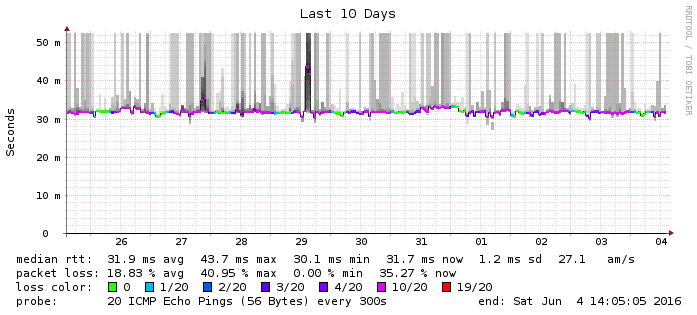 Last 10 Days
RRDTOOL / TOBI OETIKER
Seconds
50 m
40 m
30 m
20 m
10 m
0
26 27 28 29 30 31 01 02 03 04
median rtt: 31.9 ms avg 43.7 ms max 30.1 ms min 31.7 ms now 1.2 ms sd 27.1 am/s
packet loss: 18.83 % avg 40.95 % max 0.00 % min 35.27 % now
loss color: 0 1/20 2/20 3/20 4/20 10/20 19/20
probe: 20 ICMP Echo Pings (56 Bytes) every 300s end: Sat Jun 4 14:05:05 2016